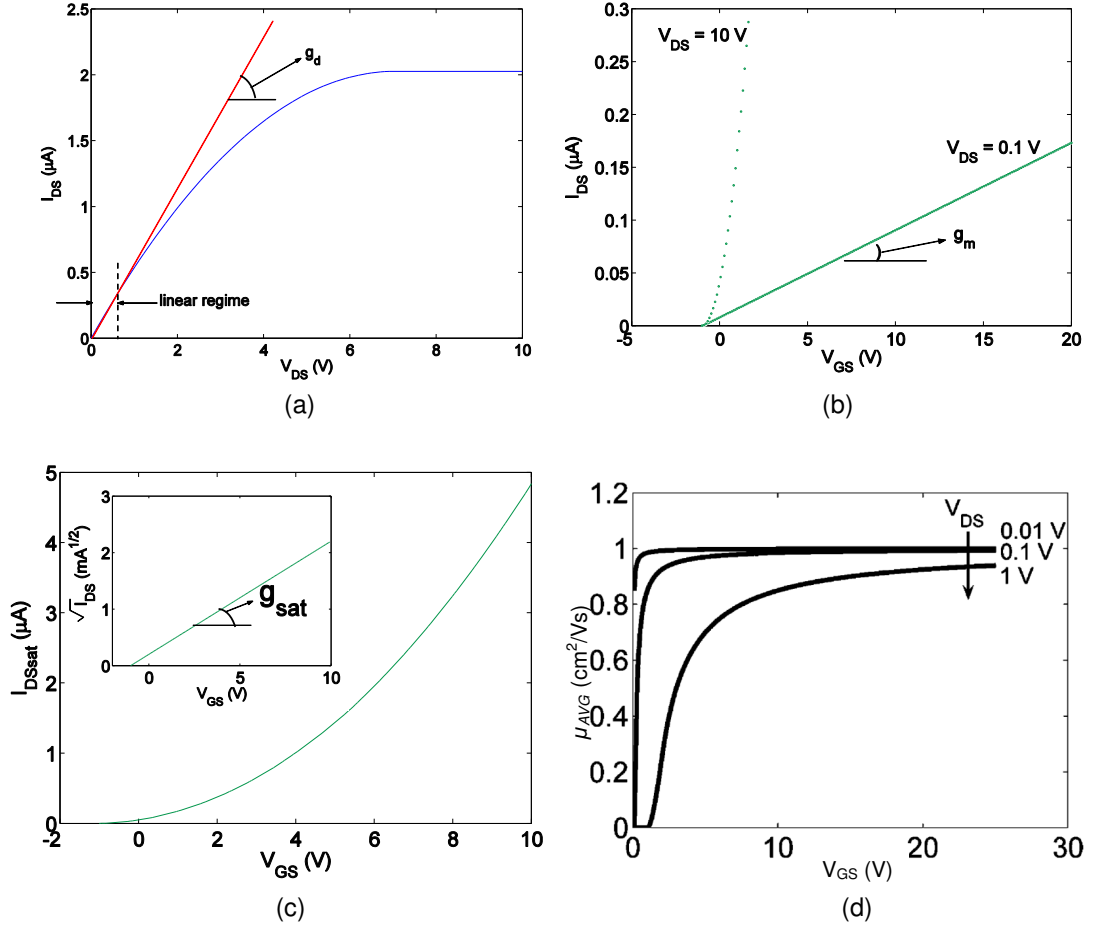 2.5
2
1.5
1
0.5
0
I_DS (μA)
g_d
linear regime
0 2 4 6 8 10
V_DS (V)
(a)
0.3
0.25
0.2
0.15
0.1
0.05
0
I_DS (μA)
V_DS = 10 V
V_DS = 0.1 V
g_m
-5 0 5 10 15 20
V_GS (V)
(b)
5
4
3
2
1
0
I_DSsat (μA)
3
2
1
0
√I_DS (mA^1/2)
g_sat
0 5 10
V_GS (V)
-2 0 2 4 6 8 10
V_GS (V)
(c)
1.2
1
0.8
0.6
0.4
0.2
0
μ_AVG (cm²/Vs)
V_DS
0.01 V
0.1 V
1 V
0 10 20 30
V_GS (V)
(d)